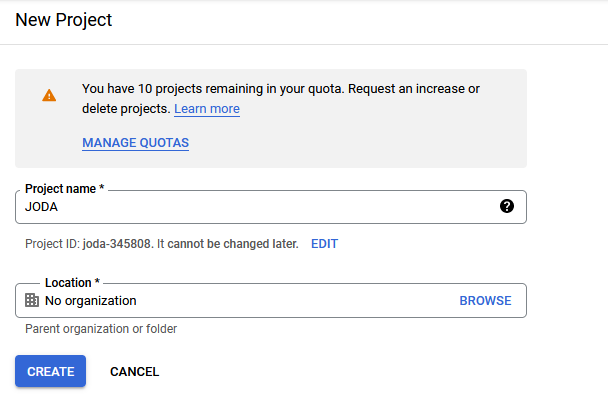 New Project
You have 10 projects remaining in your quota. Request an increase or
delete projects. Learn more
MANAGE QUOTAS
Project name *
JODA
Project ID: joda-345808. It cannot be changed later. EDIT
Location *
No organization BROWSE
Parent organization or folder
CREATE CANCEL